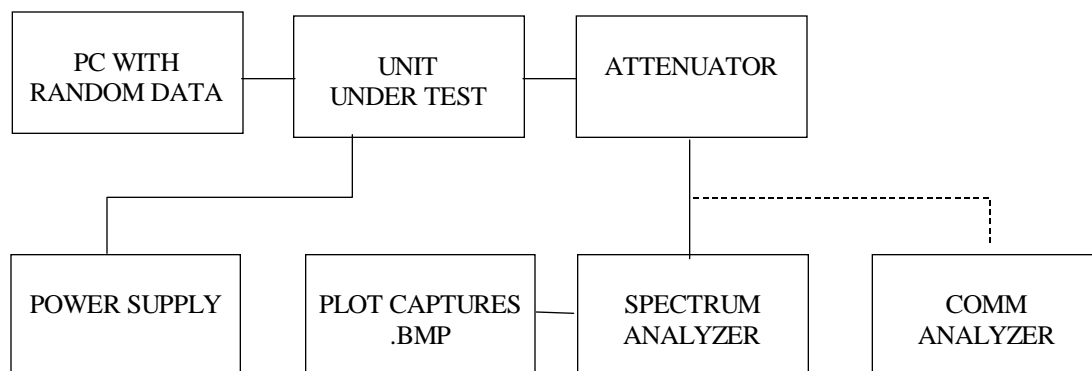 PC WITH
RANDOM DATA
UNIT
UNDER TEST
ATTENUATOR
POWER SUPPLY
PLOT CAPTURES
.BMP
SPECTRUM
ANALYZER
COMM
ANALYZER